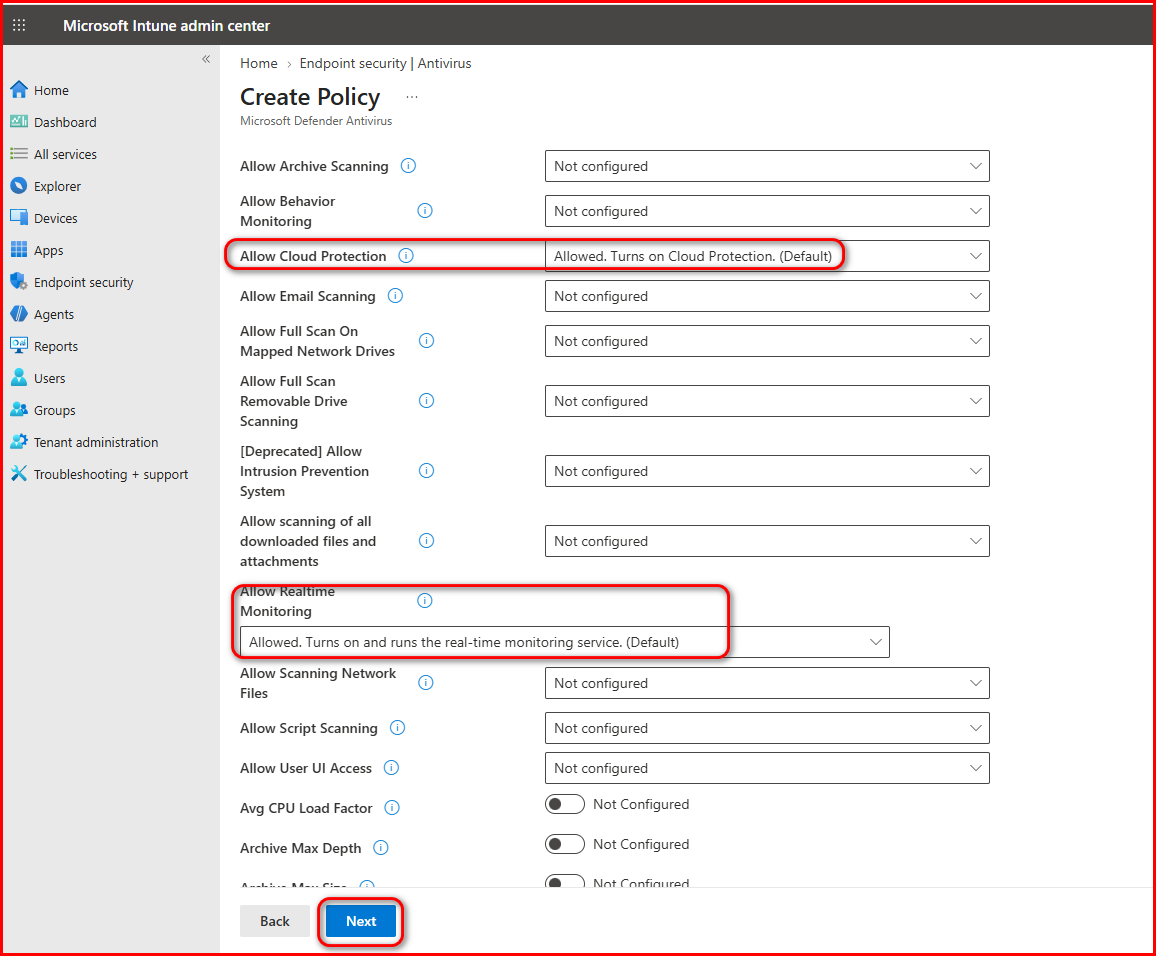 Microsoft Intune admin center
«
Home
Dashboard
All services
Explorer
Devices
Apps
Endpoint security
Agents
Reports
Users
Groups
Tenant administration
Troubleshooting + support
Home › Endpoint security | Antivirus
Create Policy ...
Microsoft Defender Antivirus
Allow Archive Scanning
Not configured
Allow Behavior
Monitoring
Not configured
Allow Cloud Protection
Allowed. Turns on Cloud Protection. (Default)
Allow Email Scanning
Not configured
Allow Full Scan On
Mapped Network Drives
Not configured
Allow Full Scan
Removable Drive
Scanning
Not configured
[Deprecated] Allow
Intrusion Prevention
System
Not configured
Allow scanning of all
downloaded files and
attachments
Not configured
Allow Realtime
Monitoring
Allowed. Turns on and runs the real-time monitoring service. (Default)
Allow Scanning Network
Files
Not configured
Allow Script Scanning
Not configured
Allow User UI Access
Not configured
Avg CPU Load Factor
Not Configured
Archive Max Depth
Not Configured
Archive Max Size
Not Configured
Back
Next